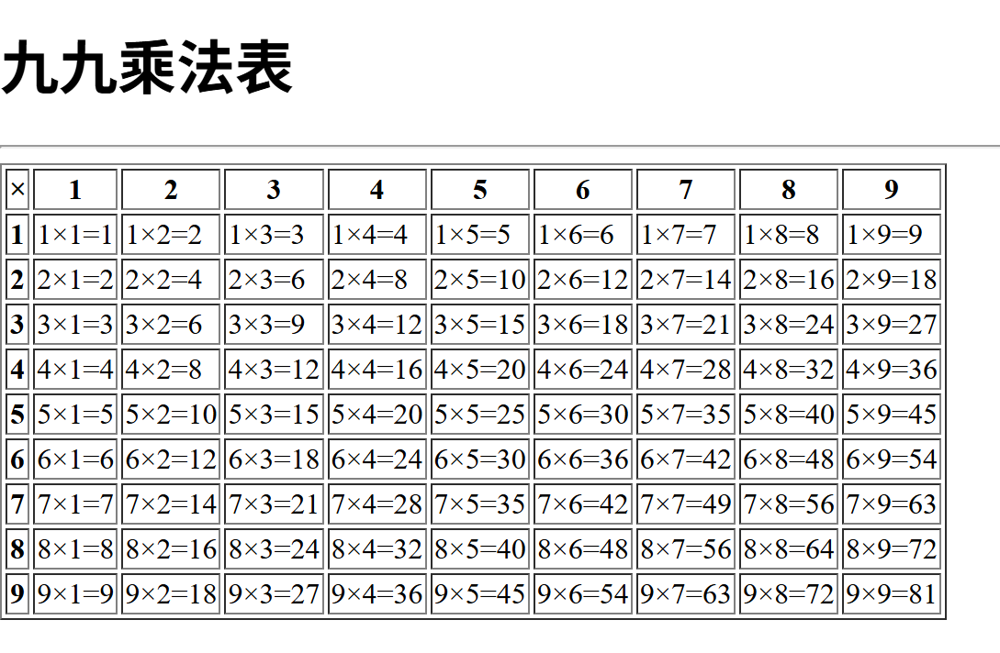 九九乘法表
× 1 2 3 4 5 6 7 8 9
1 1×1=1 1×2=2 1×3=3 1×4=4 1×5=5 1×6=6 1×7=7 1×8=8 1×9=9
2 2×1=2 2×2=4 2×3=6 2×4=8 2×5=10 2×6=12 2×7=14 2×8=16 2×9=18
3 3×1=3 3×2=6 3×3=9 3×4=12 3×5=15 3×6=18 3×7=21 3×8=24 3×9=27
4 4×1=4 4×2=8 4×3=12 4×4=16 4×5=20 4×6=24 4×7=28 4×8=32 4×9=36
5 5×1=5 5×2=10 5×3=15 5×4=20 5×5=25 5×6=30 5×7=35 5×8=40 5×9=45
6 6×1=6 6×2=12 6×3=18 6×4=24 6×5=30 6×6=36 6×7=42 6×8=48 6×9=54
7 7×1=7 7×2=14 7×3=21 7×4=28 7×5=35 7×6=42 7×7=49 7×8=56 7×9=63
8 8×1=8 8×2=16 8×3=24 8×4=32 8×5=40 8×6=48 8×7=56 8×8=64 8×9=72
9 9×1=9 9×2=18 9×3=27 9×4=36 9×5=45 9×6=54 9×7=63 9×8=72 9×9=81